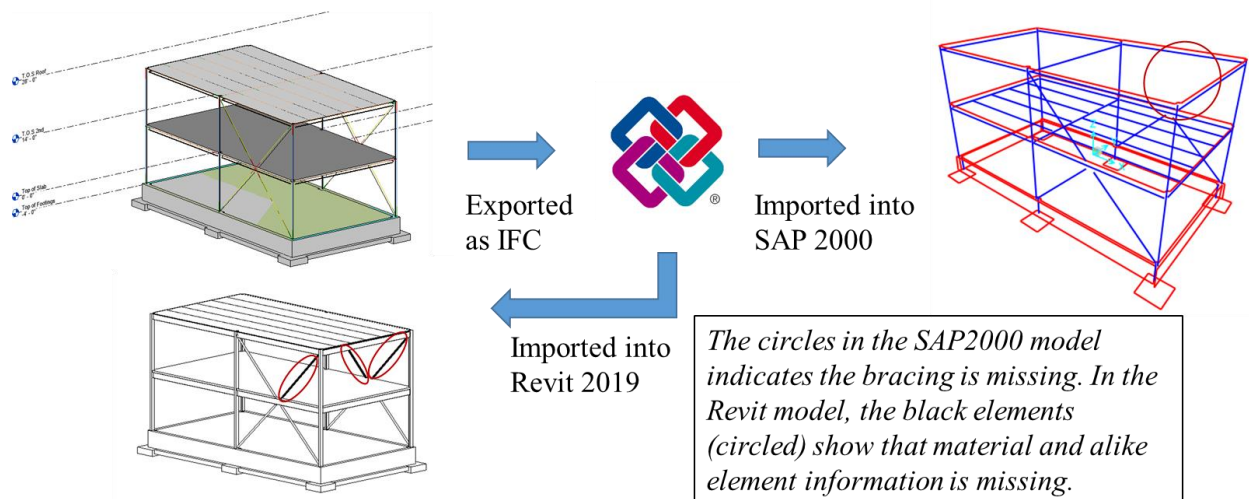 T.O.S Roof
28' - 0"
T.O.S 2nd
14' - 0"
Top of Slab
0' - 0"
Top of Footings
-4' - 0"
Exported
as IFC
®
Imported into
SAP 2000
Imported into
Revit 2019
The circles in the SAP2000 model
indicates the bracing is missing. In the
Revit model, the black elements
(circled) show that material and alike
element information is missing.